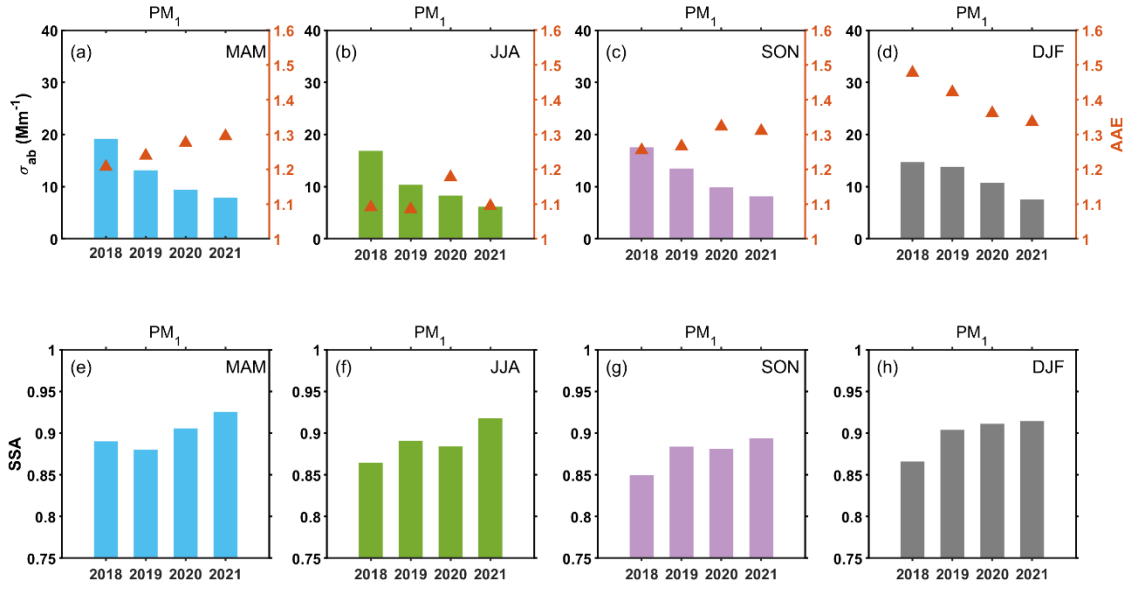 PM1 PM1 PM1 PM1
(a) MAM (b) JJA (c) SON (d) DJF
σab (Mm-1)
AAE
40 1.6 40 1.6 40 1.6 40 1.6
1.5 1.5 1.5 1.5
30 1.4 30 1.4 30 1.4 30 1.4
20 1.3 20 1.3 20 1.3 20 1.3
1.2 1.2 1.2 1.2
10 1.1 10 1.1 10 1.1 10 1.1
0 1 0 1 0 1 0 1
2018 2019 2020 2021 2018 2019 2020 2021 2018 2019 2020 2021 2018 2019 2020 2021
PM1 PM1 PM1 PM1
(e) MAM (f) JJA (g) SON (h) DJF
SSA
1 1 1 1
0.95 0.95 0.95 0.95
0.9 0.9 0.9 0.9
0.85 0.85 0.85 0.85
0.8 0.8 0.8 0.8
0.75 0.75 0.75 0.75
2018 2019 2020 2021 2018 2019 2020 2021 2018 2019 2020 2021 2018 2019 2020 2021